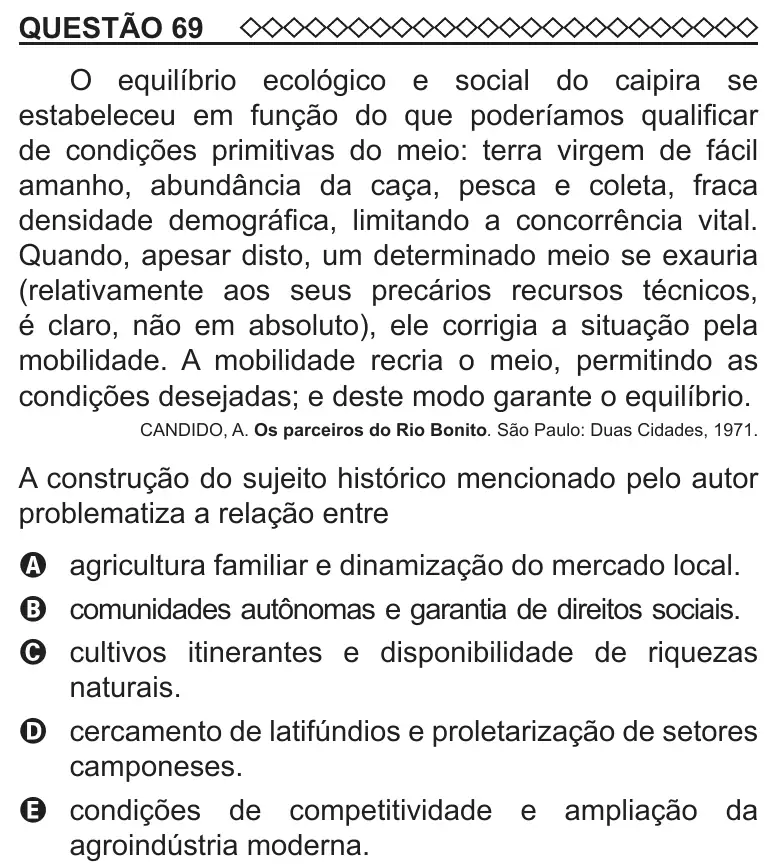 QUESTÃO 69
O equilíbrio ecológico e social do caipira se
estabeleceu em função do que poderíamos qualificar
de condições primitivas do meio: terra virgem de fácil
amanho, abundância da caça, pesca e coleta, fraca
densidade demográfica, limitando a concorrência vital.
Quando, apesar disto, um determinado meio se exauria
(relativamente aos seus precários recursos técnicos,
é claro, não em absoluto), ele corrigia a situação pela
mobilidade. A mobilidade recria o meio, permitindo as
condições desejadas; e deste modo garante o equilíbrio.
CANDIDO, A. Os parceiros do Rio Bonito. São Paulo: Duas Cidades, 1971.
A construção do sujeito histórico mencionado pelo autor
problematiza a relação entre
A agricultura familiar e dinamização do mercado local.
B comunidades autônomas e garantia de direitos sociais.
C cultivos itinerantes e disponibilidade de riquezas
naturais.
D cercamento de latifúndios e proletarização de setores
camponeses.
E condições de competitividade e ampliação da
agroindústria moderna.